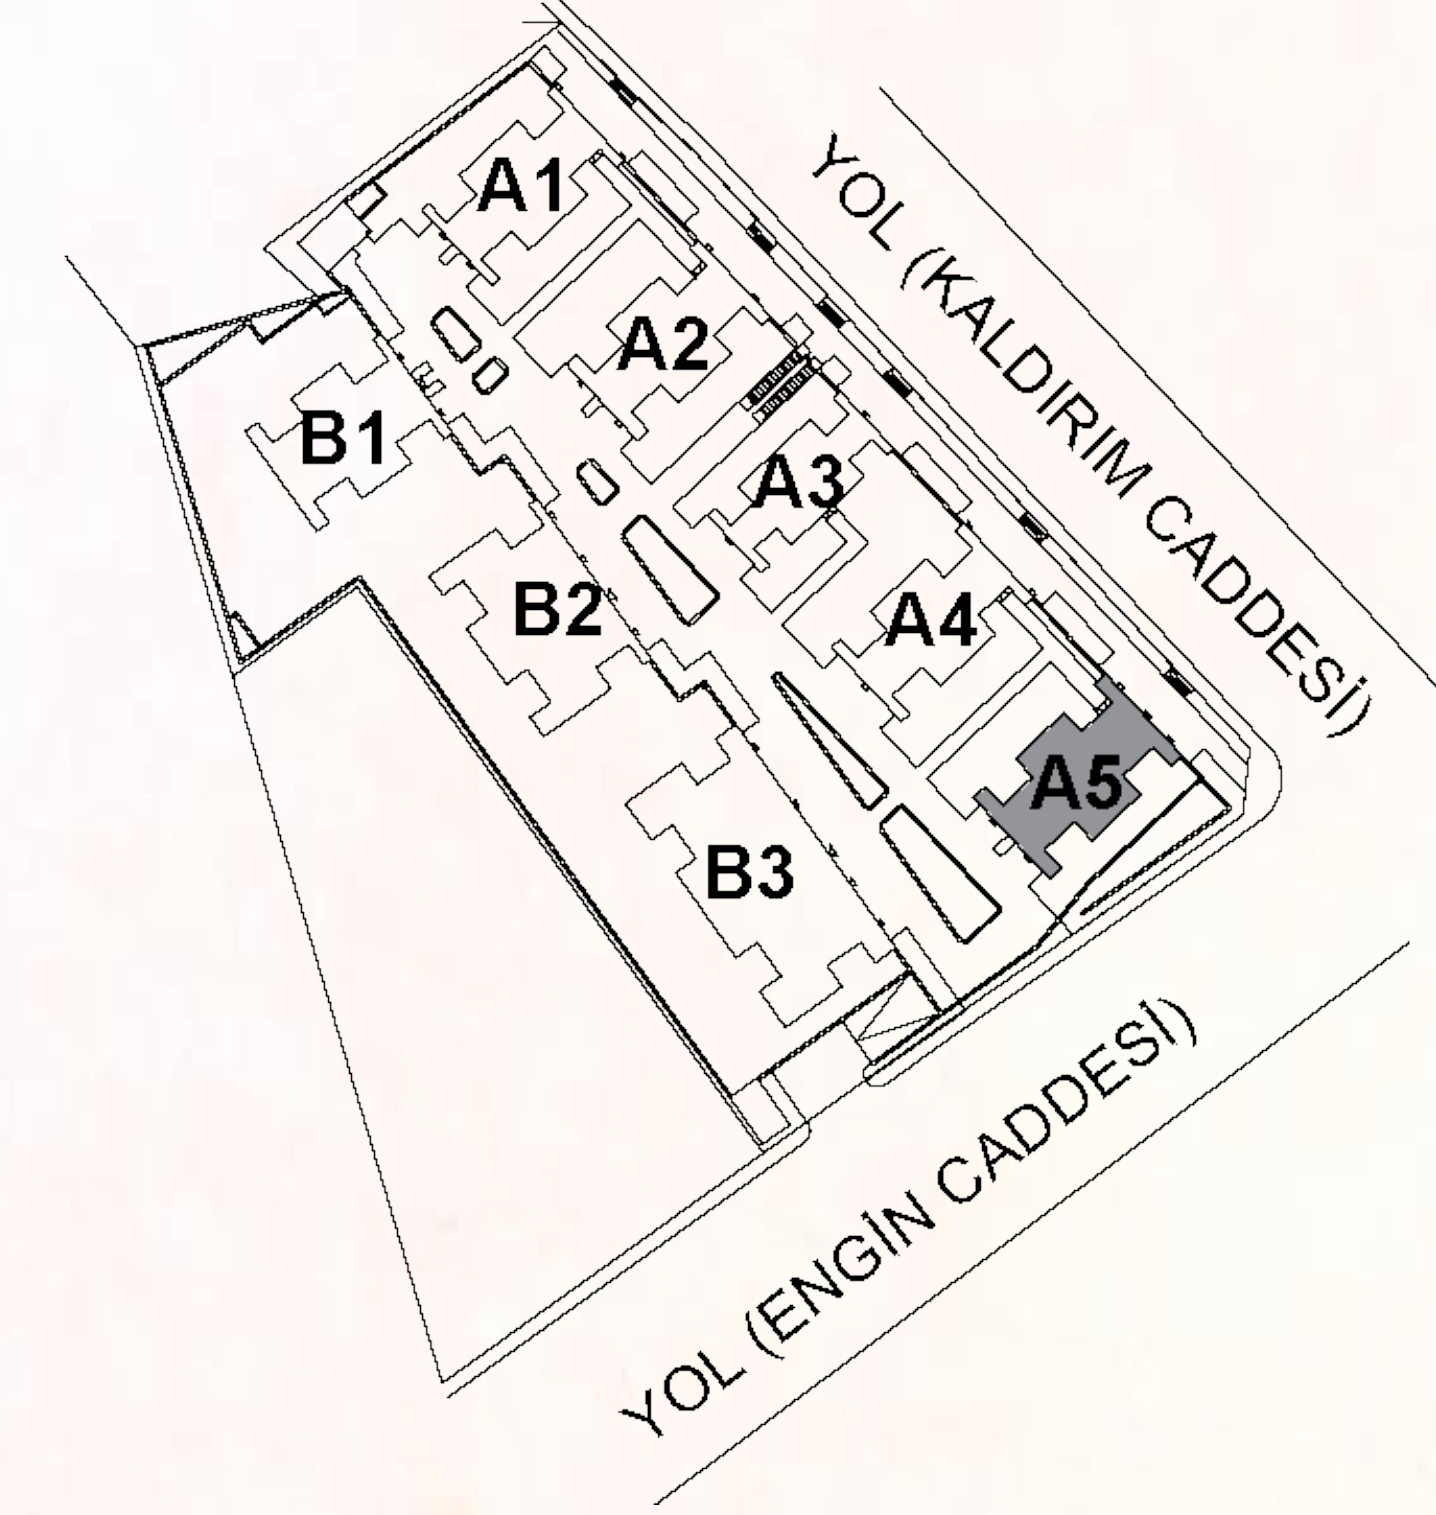 A1
YOL (KALDIRIM CADDESİ)
A2
B1
A3
B2
A4
A5
B3
YOL (ENGİN CADDESİ)